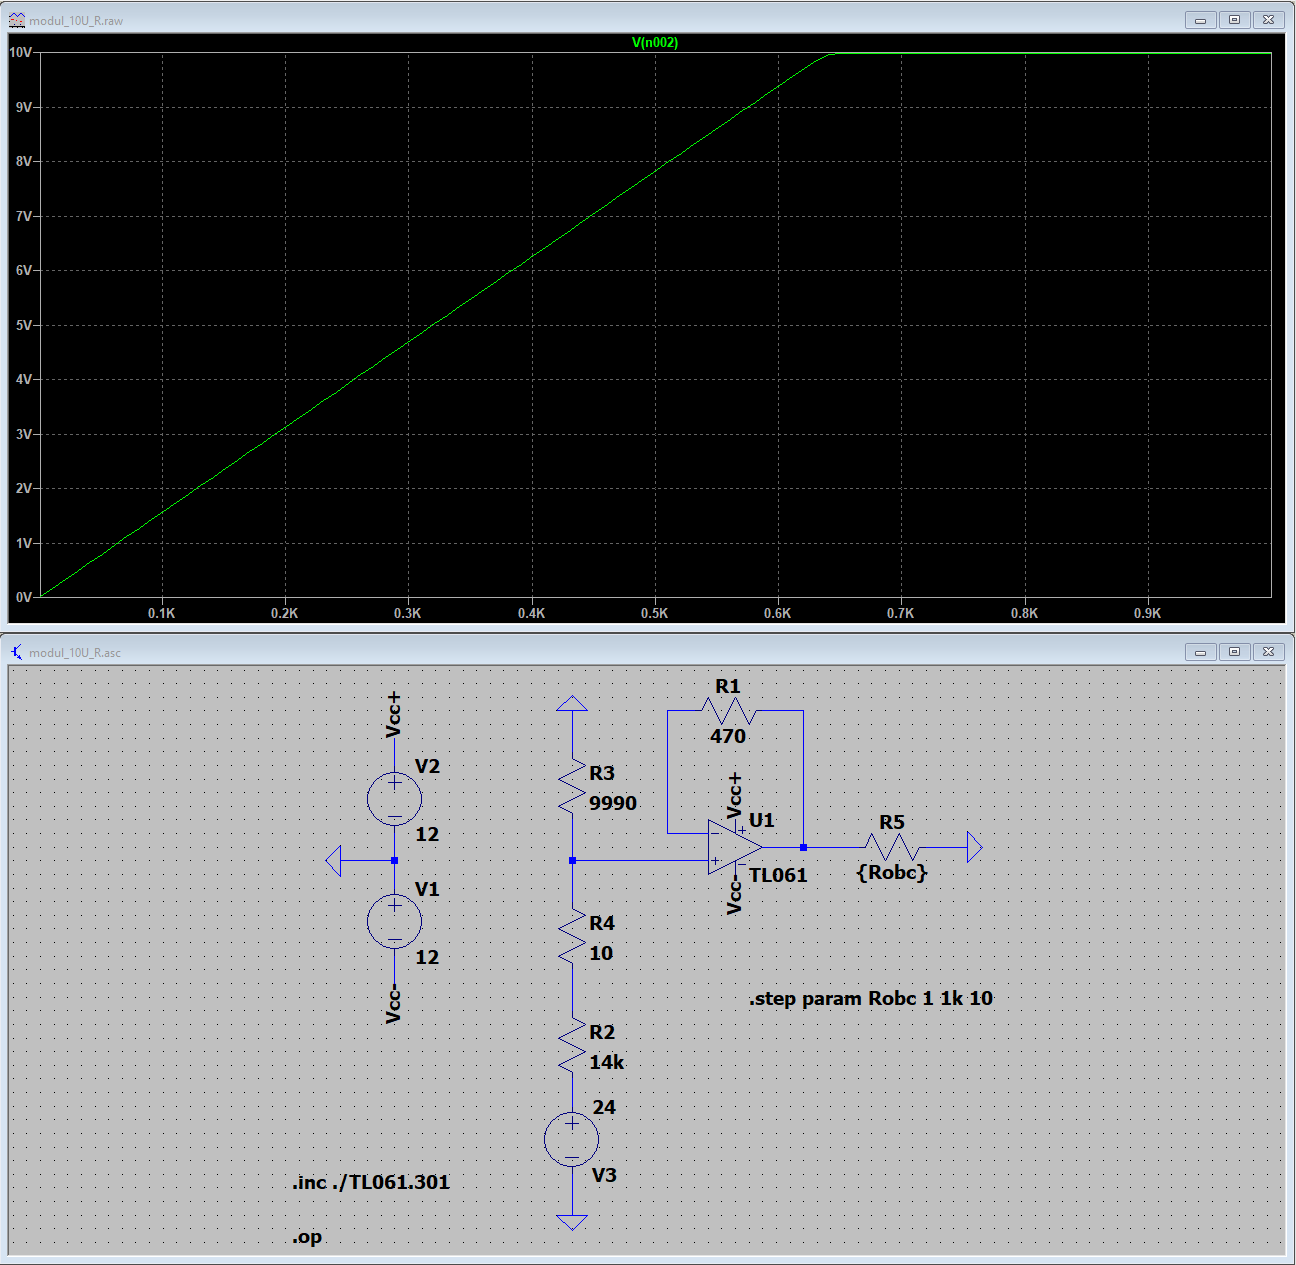 modul_10U_R.raw
V(n002)
10V
9V
8V
7V
6V
5V
4V
3V
2V
1V
0V
0.1K 0.2K 0.3K 0.4K 0.5K 0.6K 0.7K 0.8K 0.9K
modul_10U_R.asc
Vcc+
V2
12
V1
12
Vcc-
R3
9990
R4
10
R2
14k
24
V3
R1
470
Vcc+
U1
TL061
Vcc-
R5
{Robc}
.step param Robc 1 1k 10
.inc ./TL061.301
.op